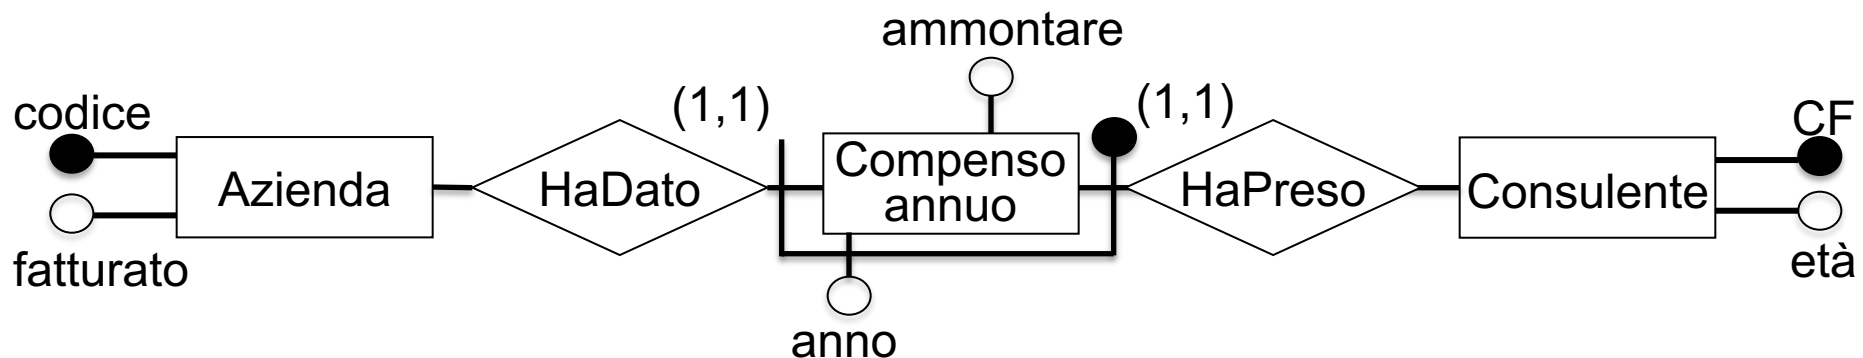 ammontare
codice
(1,1)
(1,1)
CF
Azienda
HaDato
Compenso
annuo
HaPreso
Consulente
fatturato
età
anno